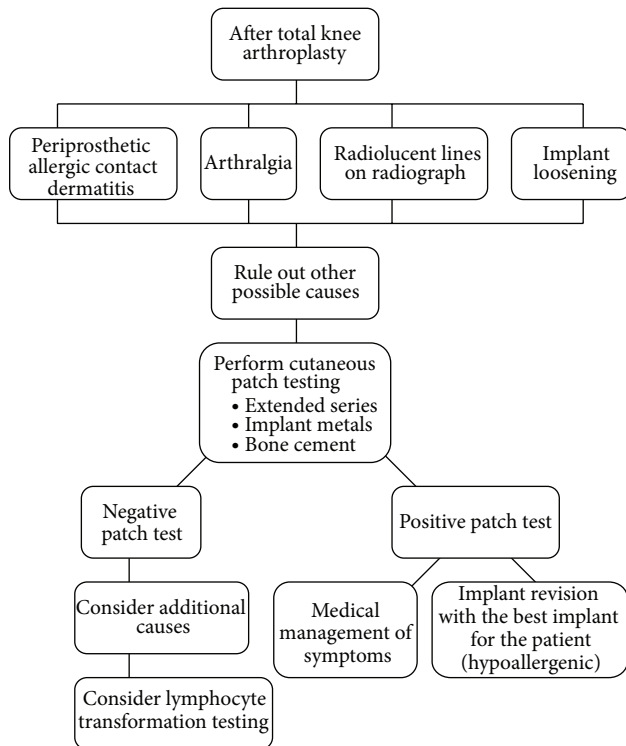 After total knee
arthroplasty
Periprosthetic
allergic contact
dermatitis
Arthralgia
Radiolucent lines
on radiograph
Implant
loosening
Rule out other
possible causes
Perform cutaneous
patch testing
• Extended series
• Implant metals
• Bone cement
Negative
patch test
Positive patch test
Consider additional
causes
Medical
management of
symptoms
Implant revision
with the best implant
for the patient
(hypoallergenic)
Consider lymphocyte
transformation testing